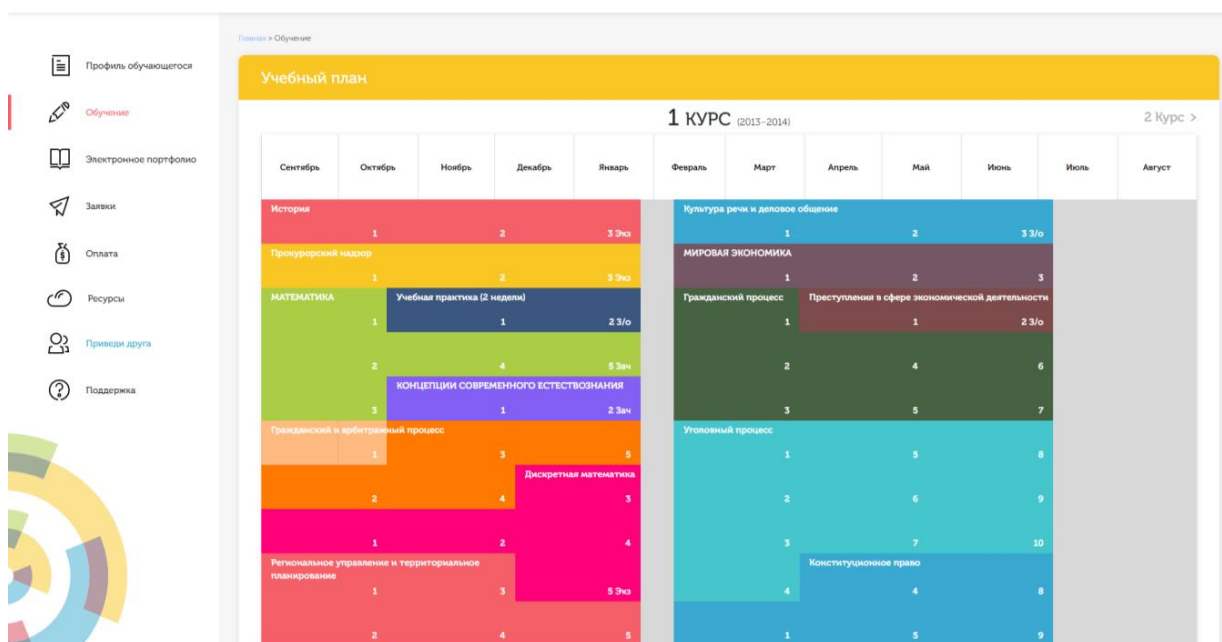 Главная > Обучение
Профиль обучающегося
Обучение
Электронное портфолио
Заявки
Оплата
Ресурсы
Приведи друга
Поддержка
Учебный план
1 КУРС (2013–2014)
2 Курс >
Сентябрь Октябрь Ноябрь Декабрь Январь Февраль Март Апрель Май Июнь Июль Август
История Культура речи и деловое общение
1 2 3 Экз 1 2 3 З/о
Прокурорский надзор МИРОВАЯ ЭКОНОМИКА
1 2 3 Экз 1 2 3
МАТЕМАТИКА Учебная практика (2 недели) Гражданский процесс Преступления в сфере экономической деятельности
1 1 2 З/о 1 1 2 З/о
2 4 5 Зач 2 4 6
КОНЦЕПЦИИ СОВРЕМЕННОГО ЕСТЕСТВОЗНАНИЯ
3 1 2 Зач 3 5 7
Гражданский и арбитражный процесс Уголовный процесс
1 3 5 1 5 8
Дискретная математика
2 4 3 2 6 9
1 2 4 3 7 10
Региональное управление и территориальное планирование Конституционное право
1 3 5 Экз 4 4 8
2 4 5 1 5 9